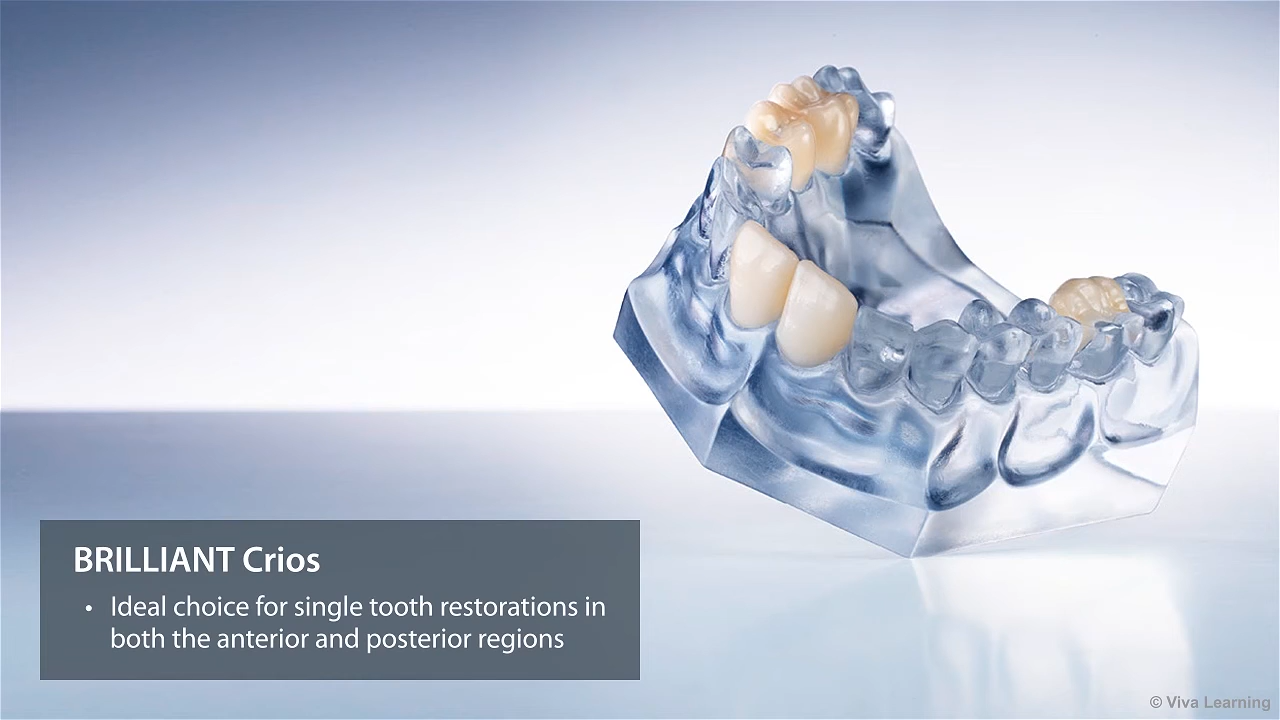 BRILLIANT Crios
• Ideal choice for single tooth restorations in
both the anterior and posterior regions
© Viva Learning